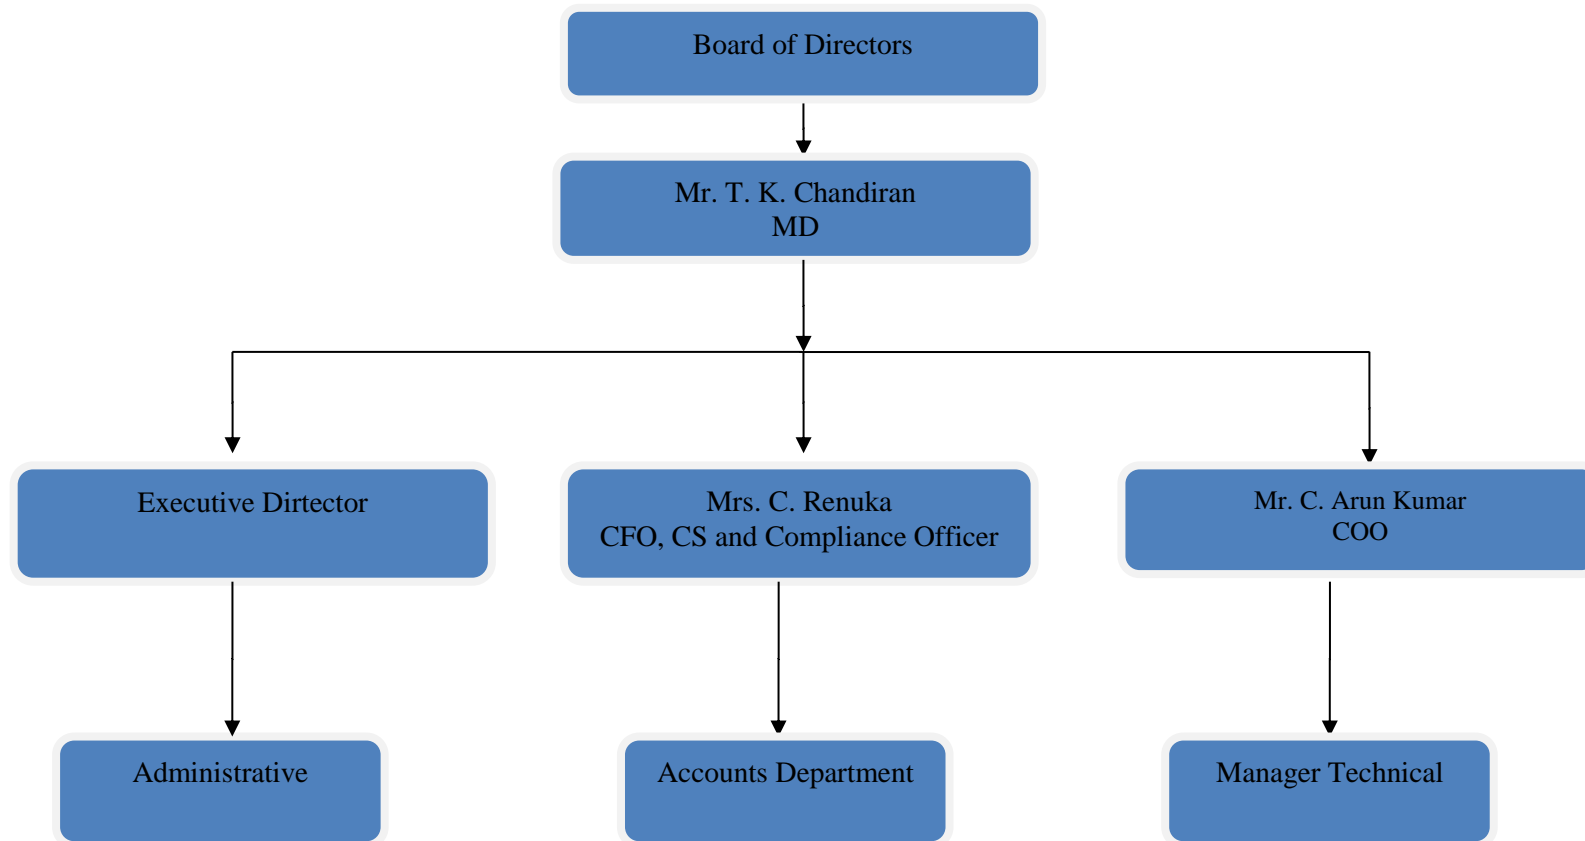 Board of Directors
Mr. T. K. Chandiran
MD
Executive Dirtector
Mrs. C. Renuka
CFO, CS and Compliance Officer
Mr. C. Arun Kumar
COO
Administrative
Accounts Department
Manager Technical